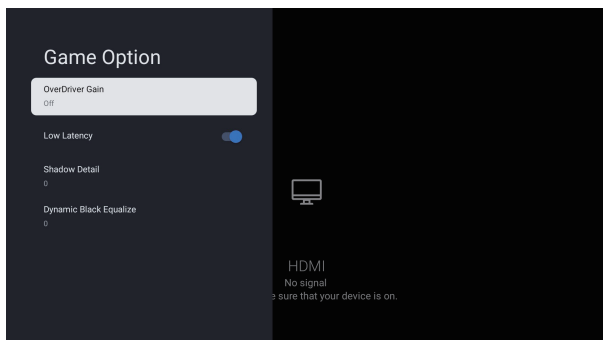 Game Option
OverDriver Gain
Off
Low Latency
Shadow Detail
0
Dynamic Black Equalize
0
HDMI
No signal
sure that your device is on.